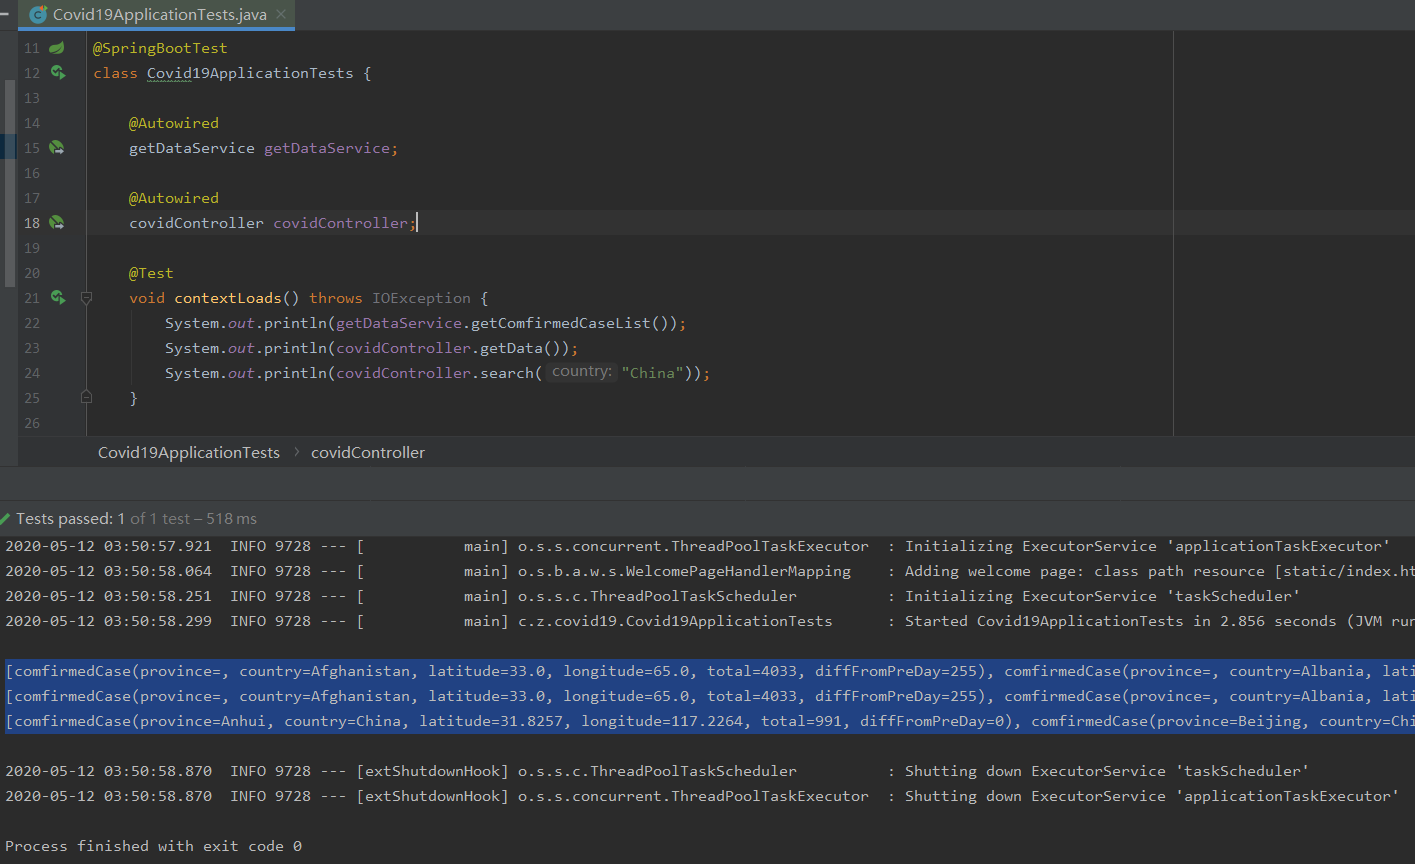 Covid19ApplicationTests.java
11 @SpringBootTest
12 class Covid19ApplicationTests {
13
14 @Autowired
15 getDataService getDataService;
16
17 @Autowired
18 covidController covidController;
19
20 @Test
21 void contextLoads() throws IOException {
22 System.out.println(getDataService.getComfirmedCaseList());
23 System.out.println(covidController.getData());
24 System.out.println(covidController.search( country: "China"));
25 }
26
Covid19ApplicationTests › covidController
Tests passed: 1 of 1 test – 518 ms
2020-05-12 03:50:57.921 INFO 9728 --- [ main] o.s.s.concurrent.ThreadPoolTaskExecutor : Initializing ExecutorService 'applicationTaskExecutor'
2020-05-12 03:50:58.064 INFO 9728 --- [ main] o.s.b.a.w.s.WelcomePageHandlerMapping : Adding welcome page: class path resource [static/index.ht
2020-05-12 03:50:58.251 INFO 9728 --- [ main] o.s.s.c.ThreadPoolTaskScheduler : Initializing ExecutorService 'taskScheduler'
2020-05-12 03:50:58.299 INFO 9728 --- [ main] c.z.covid19.Covid19ApplicationTests : Started Covid19ApplicationTests in 2.856 seconds (JVM run
[comfirmedCase(province=, country=Afghanistan, latitude=33.0, longitude=65.0, total=4033, diffFromPreDay=255), comfirmedCase(province=, country=Albania, lati
[comfirmedCase(province=, country=Afghanistan, latitude=33.0, longitude=65.0, total=4033, diffFromPreDay=255), comfirmedCase(province=, country=Albania, lati
[comfirmedCase(province=Anhui, country=China, latitude=31.8257, longitude=117.2264, total=991, diffFromPreDay=0), comfirmedCase(province=Beijing, country=Chi
2020-05-12 03:50:58.870 INFO 9728 --- [extShutdownHook] o.s.s.c.ThreadPoolTaskScheduler : Shutting down ExecutorService 'taskScheduler'
2020-05-12 03:50:58.870 INFO 9728 --- [extShutdownHook] o.s.s.concurrent.ThreadPoolTaskExecutor : Shutting down ExecutorService 'applicationTaskExecutor'
Process finished with exit code 0